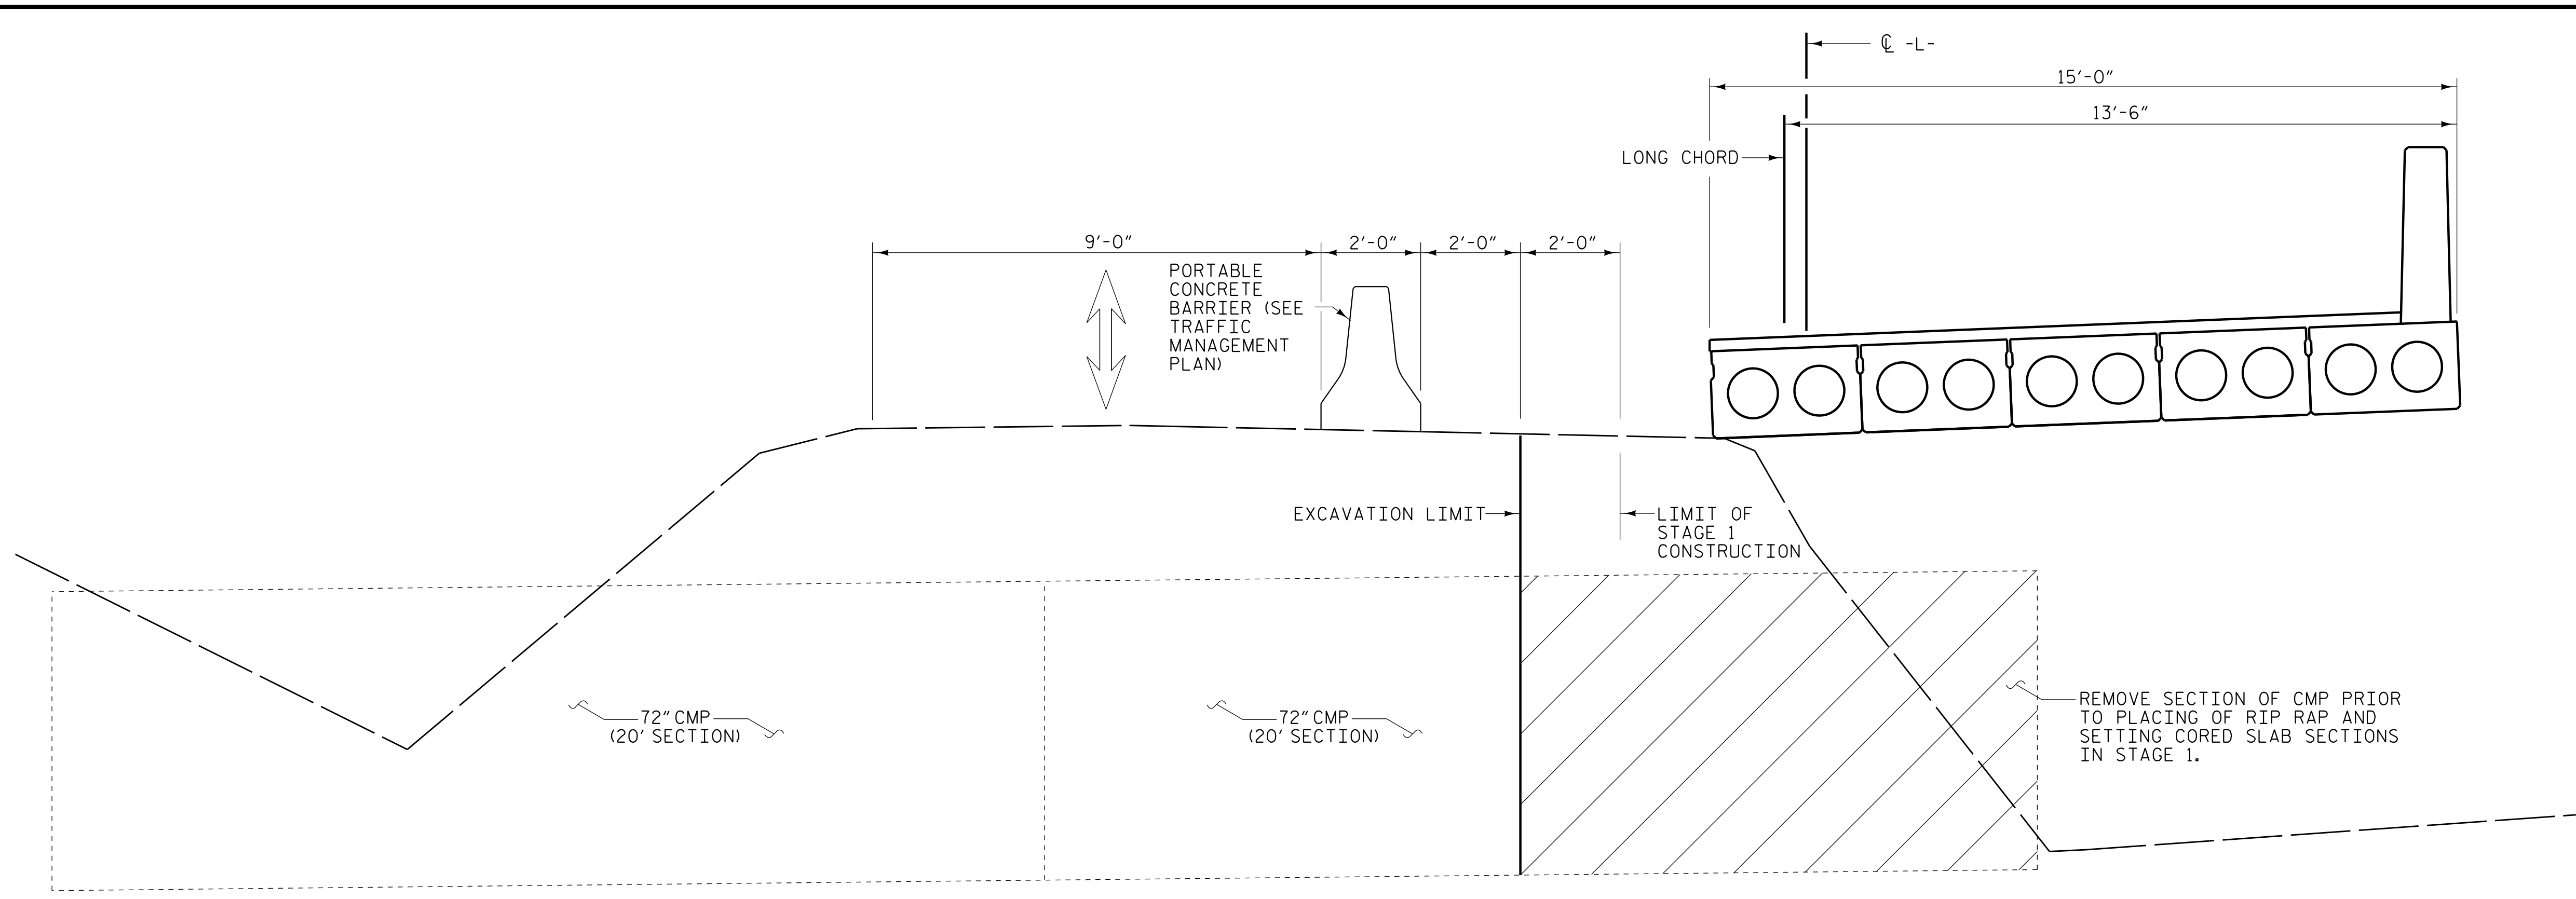 ℄ -L-
15'-0"
13'-6"
LONG CHORD
9'-0"
2'-0"
2'-0"
2'-0"
PORTABLE
CONCRETE
BARRIER (SEE
TRAFFIC
MANAGEMENT
PLAN)
EXCAVATION LIMIT
LIMIT OF
STAGE 1
CONSTRUCTION
72" CMP
(20' SECTION)
72" CMP
(20' SECTION)
REMOVE SECTION OF CMP PRIOR
TO PLACING OF RIP RAP AND
SETTING CORED SLAB SECTIONS
IN STAGE 1.